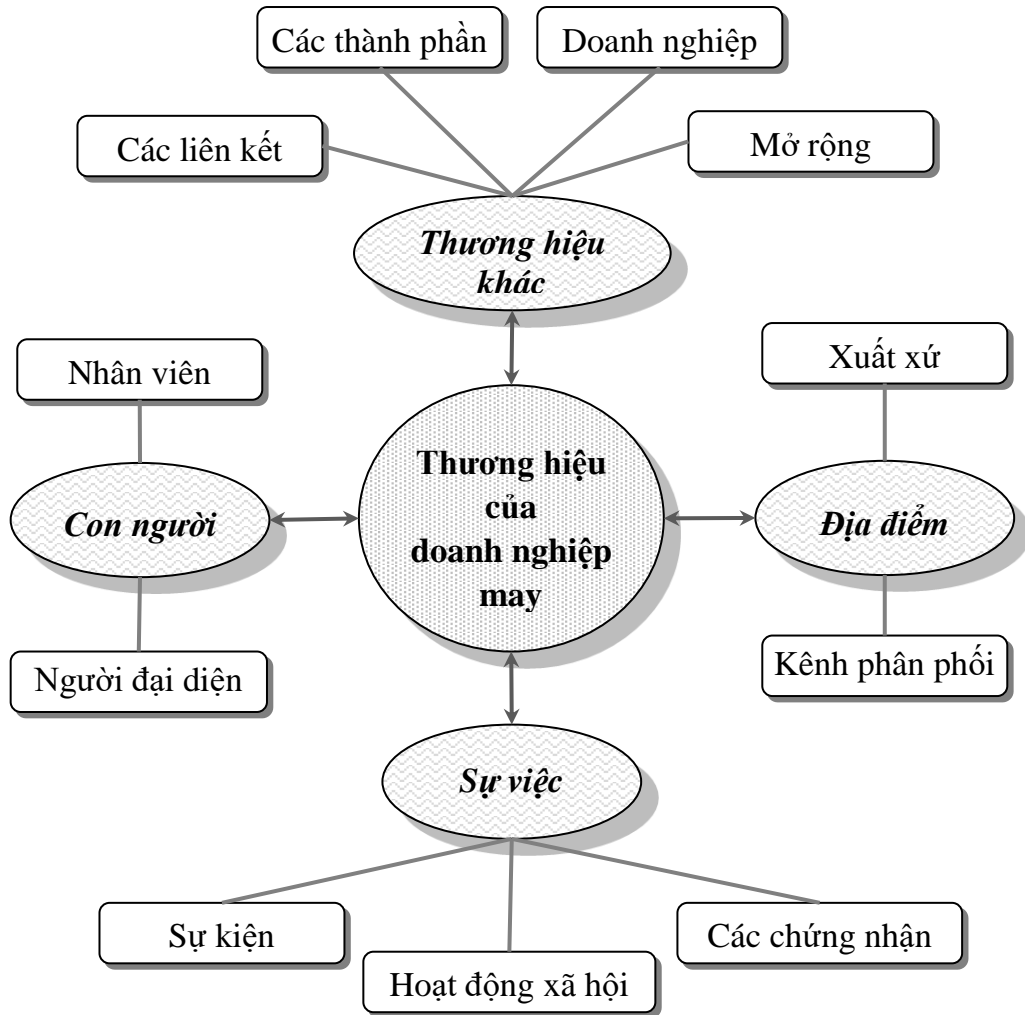 Các thành phần
Doanh nghiệp
Các liên kết
Mở rộng
Thương hiệu
khác
Nhân viên
Xuất xứ
Con người
Thương hiệu
của
doanh nghiệp
may
Địa điểm
Người đại diện
Kênh phân phối
Sự việc
Sự kiện
Hoạt động xã hội
Các chứng nhận